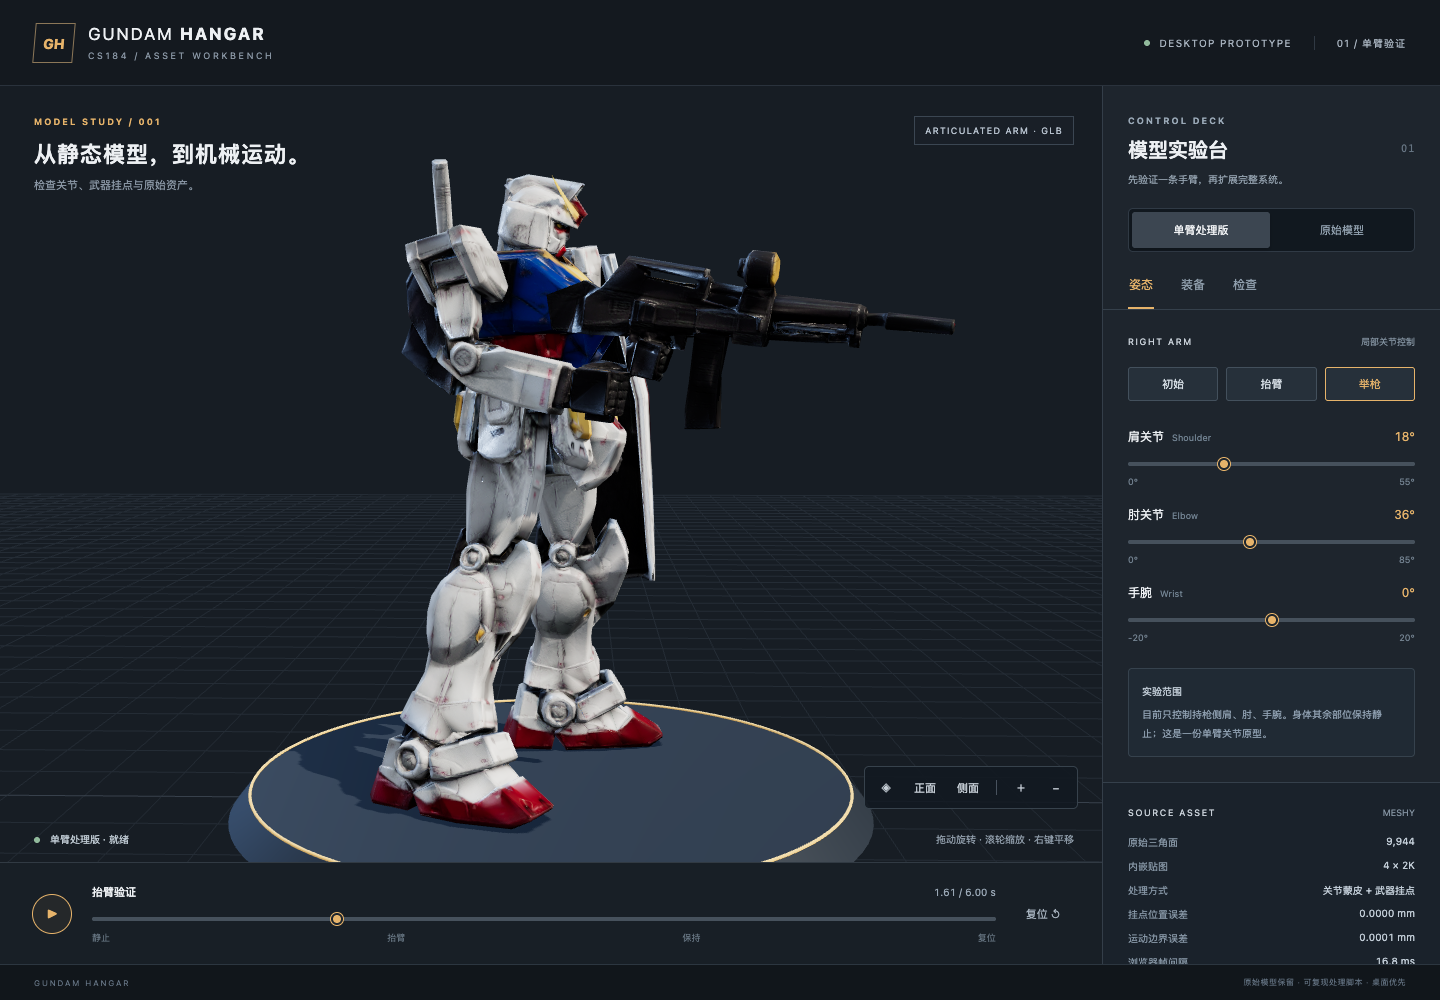 GH
GUNDAM HANGAR
CS184 / ASSET WORKBENCH
DESKTOP PROTOTYPE
01 / 单臂验证
MODEL STUDY / 001
从静态模型，到机械运动。
检查关节、武器挂点与原始资产。
ARTICULATED ARM · GLB
正面 侧面 + −
单臂处理版 · 就绪
拖动旋转 · 滚轮缩放 · 右键平移
抬臂验证
1.61 / 6.00 s
静止 抬臂 保持 复位
复位
CONTROL DECK
模型实验台
01
先验证一条手臂，再扩展完整系统。
单臂处理版 原始模型
姿态 装备 检查
RIGHT ARM 局部关节控制
初始 抬臂 举枪
肩关节 Shoulder 18°
0° 55°
肘关节 Elbow 36°
0° 85°
手腕 Wrist 0°
-20° 20°
实验范围
目前只控制持枪侧肩、肘、手腕。身体其余部位保持静
止；这是一份单臂关节原型。
SOURCE ASSET MESHY
原始三角面 9,944
内嵌贴图 4 × 2K
处理方式 关节蒙皮 + 武器挂点
挂点位置误差 0.0000 mm
运动边界误差 0.0001 mm
浏览器帧间隔 16.8 ms
GUNDAM HANGAR
原始模型保留 · 可复现处理脚本 · 桌面优先